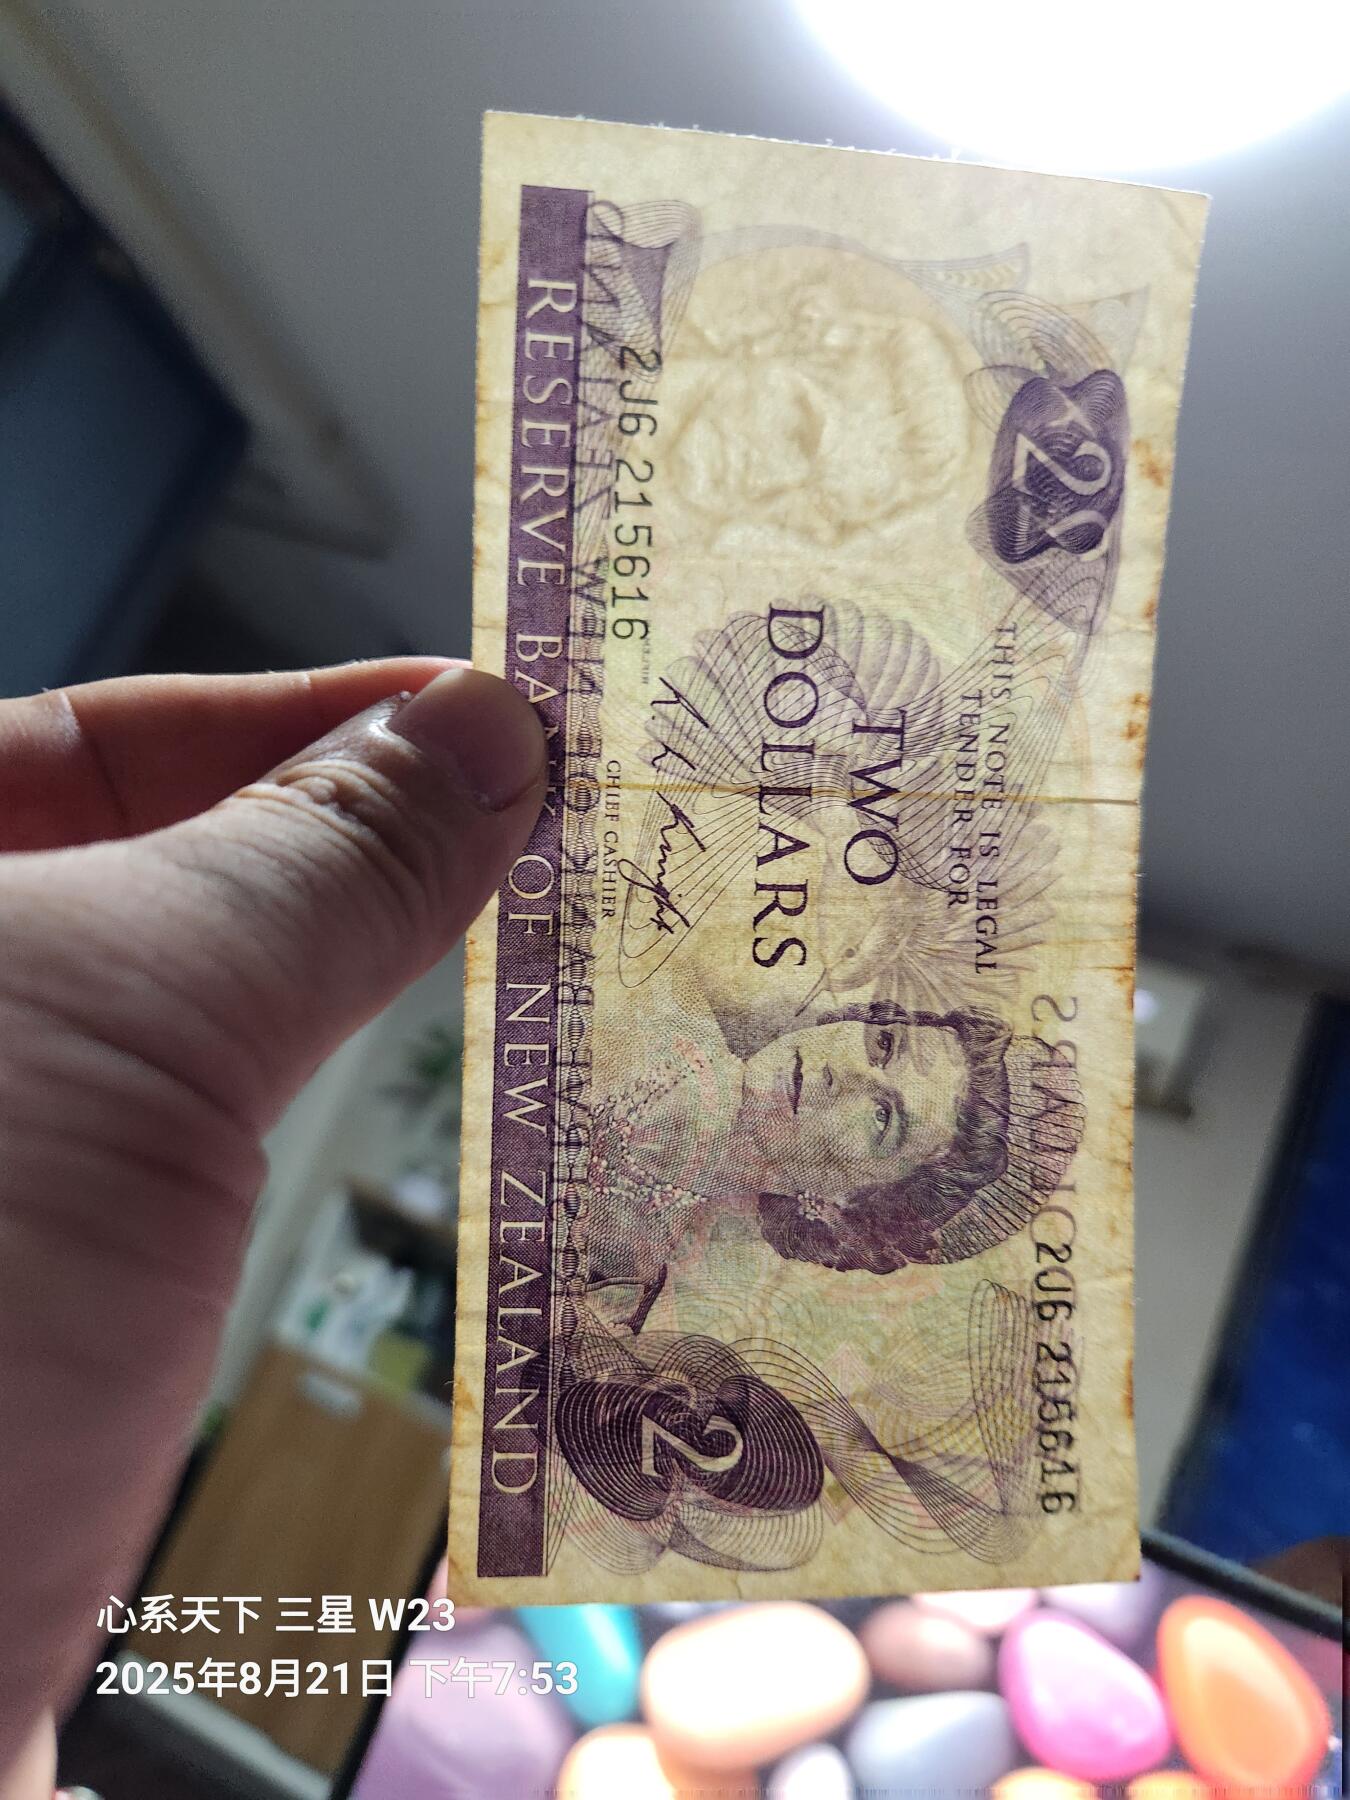 RESERVE BANK OF NEW ZEALAND
2J6 215616
CHIEF CASHIER
TWO
DOLLARS
THIS NOTE IS LEGAL
TENDER FOR
2
2
心系天下 三星 W23
2025年8月21日 下午7:53